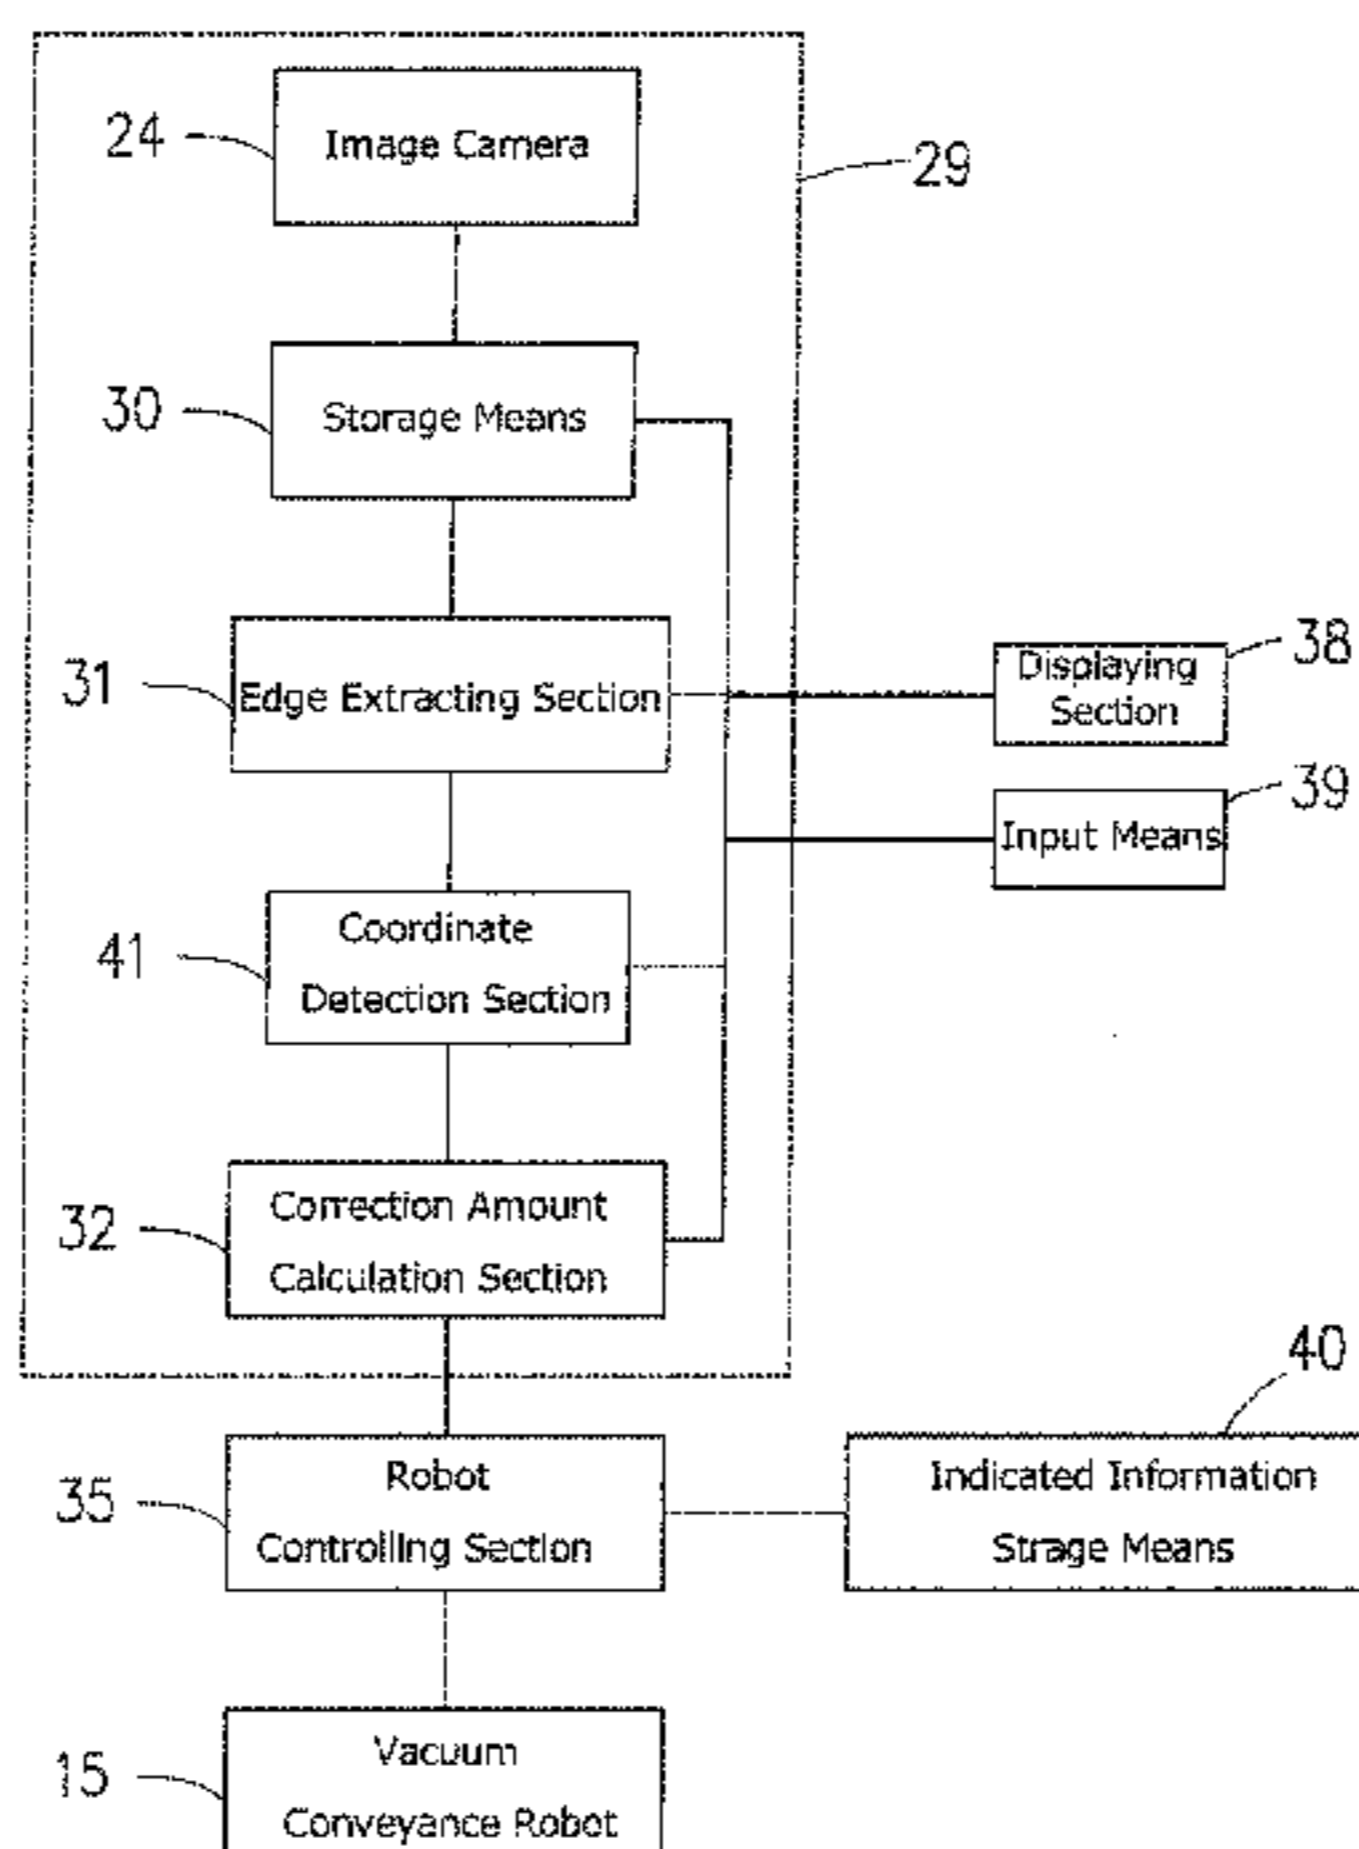 24
Image Camera
29
30
Storage Means
31
Edge Extracting Section
38
Displaying
Section
39
Input Means
41
Coordinate
Detection Section
32
Correction Amount
Calculation Section
40
35
Robot
Controlling Section
Indicated Information
Strage Means
15
Vacuum
Conveyance Robot